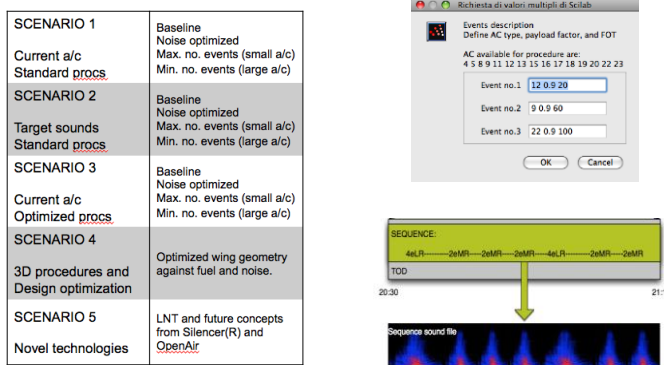 SCENARIO 1
Current a/c
Standard procs
Baseline
Noise optimized
Max. no. events (small a/c)
Min. no. events (large a/c)
SCENARIO 2
Target sounds
Standard procs
Baseline
Noise optimized
Max. no. events (small a/c)
Min. no. events (large a/c)
SCENARIO 3
Current a/c
Optimized procs
Baseline
Noise optimized
Max. no. events (small a/c)
Min. no. events (large a/c)
SCENARIO 4
3D procedures and
Design optimization
Optimized wing geometry
against fuel and noise.
SCENARIO 5
Novel technologies
LNT and future concepts
from Silencer(R) and
OpenAir
Richiesta di valori multipli di Scilab
Events description
Define AC type, payload factor, and FOT
AC available for procedure are:
4 5 8 9 11 12 13 15 16 17 18 19 20 22 23
Event no.1 12 0.9 20
Event no.2 9 0.9 60
Event no.3 22 0.9 100
OK Cancel
SEQUENCE:
4eLR---------2eMR-----2eMR-----2eMR-----4eLR---------2eMR-----2eMR
TOD
20:30
Sequence sound file